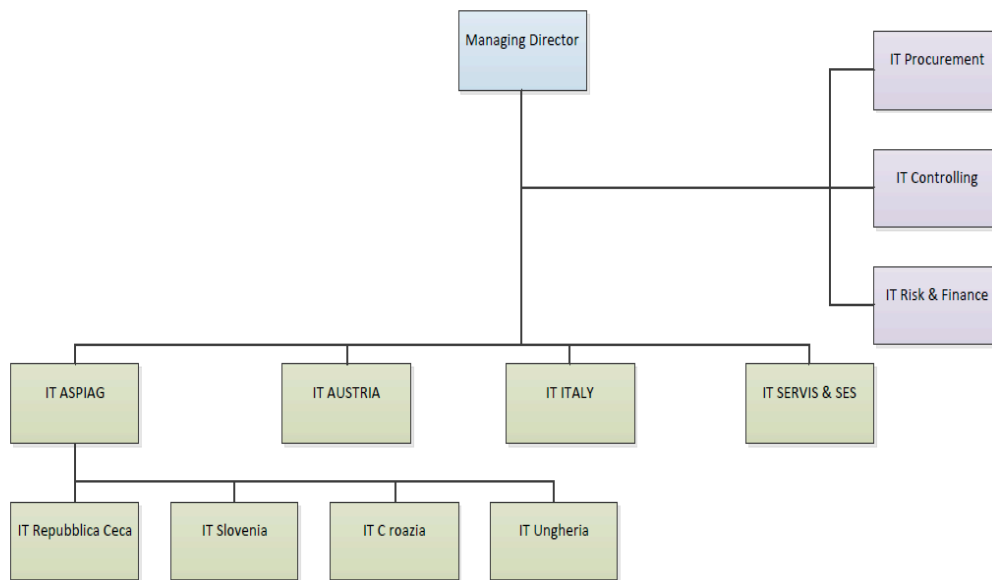 Managing Director
IT Procurement
IT Controlling
IT Risk & Finance
IT ASPIAG
IT AUSTRIA
IT ITALY
IT SERVIS & SES
IT Repubblica Ceca
IT Slovenia
IT C roazia
IT Ungheria